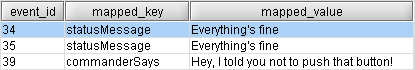 event_id mapped_key mapped_value
34 statusMessage Everything's fine
35 statusMessage Everything's fine
39 commanderSays Hey, I told you not to push that button!